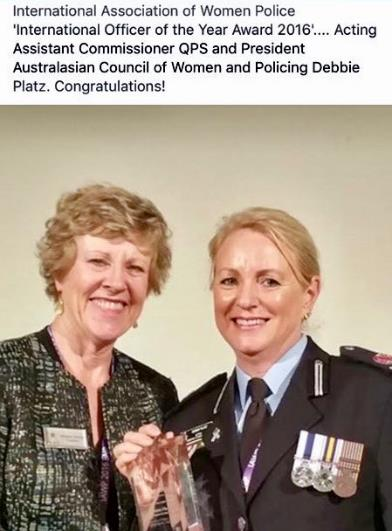 International Association of Women Police
'International Officer of the Year Award 2016'.... Acting
Assistant Commissioner QPS and President
Australasian Council of Women and Policing Debbie
Platz. Congratulations!